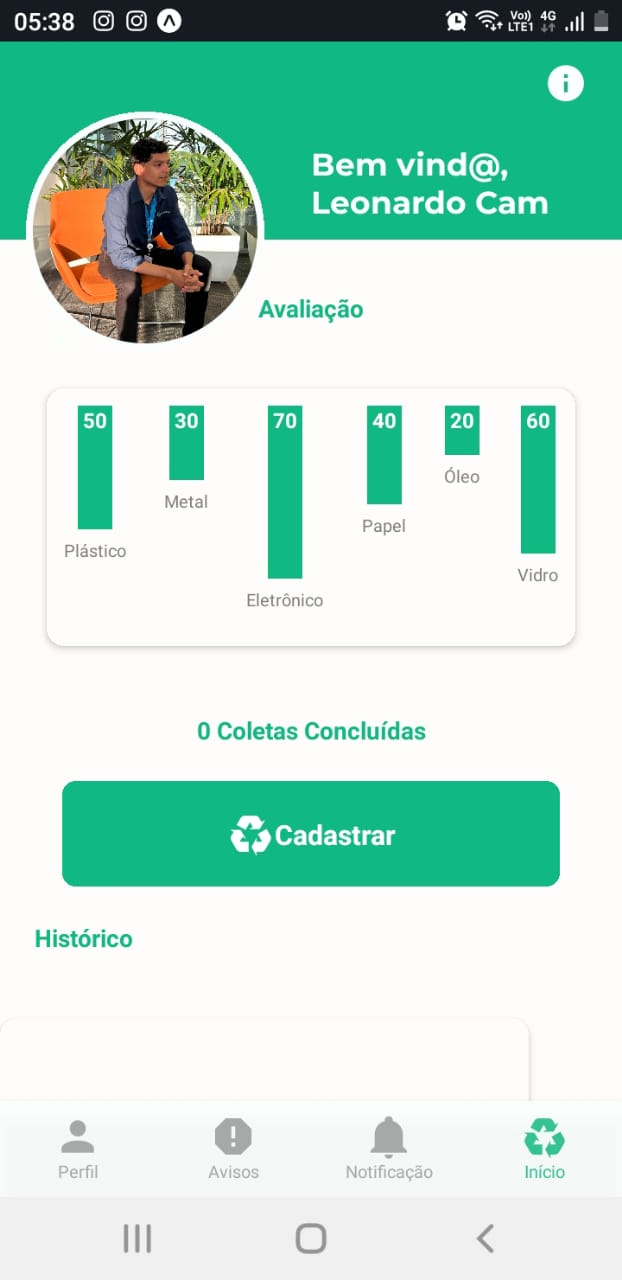 05:38
Vo)) 4G
LTE1
Bem vind@,
Leonardo Cam
Avaliação
50 30 70 40 20 60
Óleo
Metal
Papel
Plástico
Vidro
Eletrônico
0 Coletas Concluídas
Cadastrar
Histórico
Perfil Avisos Notificação Início